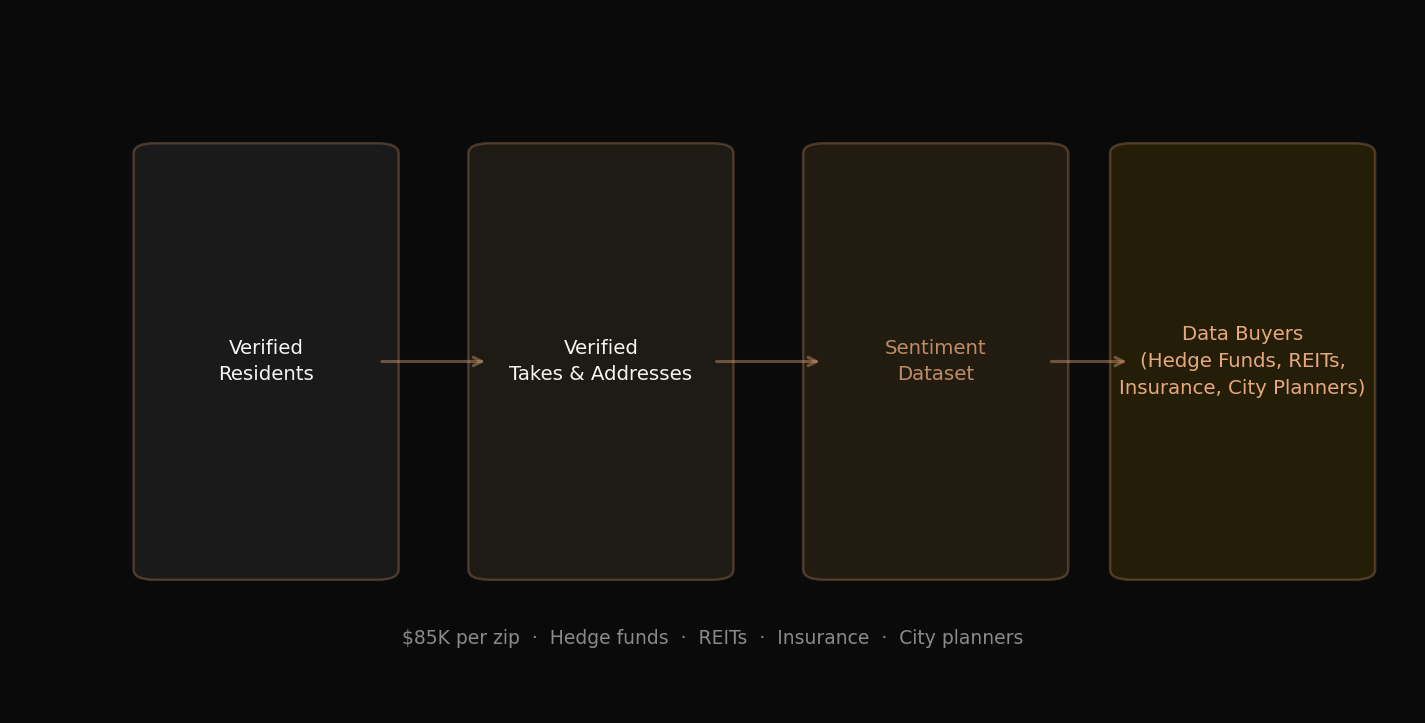 Verified
Residents
Verified
Takes & Addresses
Sentiment
Dataset
Data Buyers
(Hedge Funds, REITs,
Insurance, City Planners)
$85K per zip · Hedge funds · REITs · Insurance · City planners